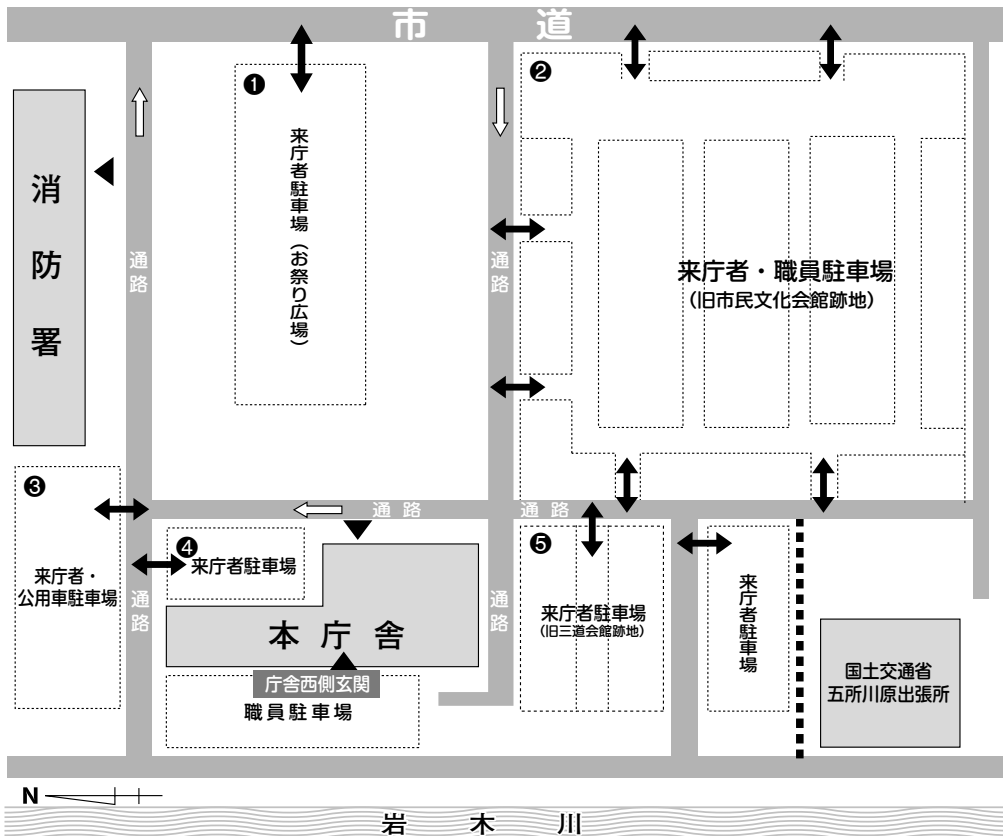 市道
❶
来庁者駐車場（お祭り広場）
❷
来庁者・職員駐車場
（旧市民文化会館跡地）
消防署
通路
通路
❸
来庁者・
公用車駐車場
通路
通路
通路
❹
来庁者駐車場
本庁舎
庁舎西側玄関
職員駐車場
通路
❺
来庁者駐車場
（旧三道会館跡地）
来庁者駐車場
国土交通省
五所川原出張所
N
岩木川